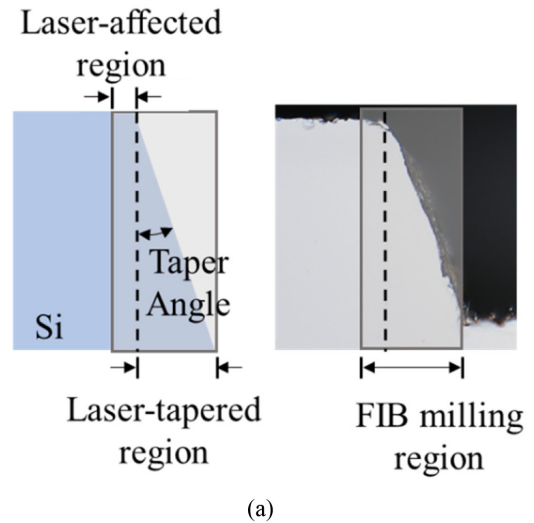 Laser-affected
region
Taper
Angle
Si
Laser-tapered
region
FIB milling
region
(a)